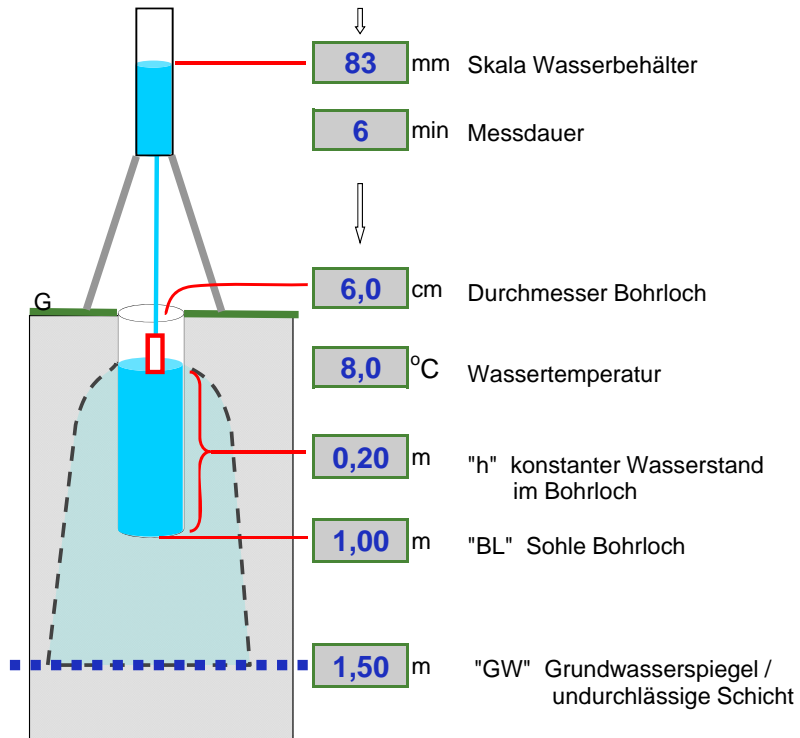 83 mm Skala Wasserbehälter
6 min Messdauer
6,0 cm Durchmesser Bohrloch
G
8,0 °C Wassertemperatur
0,20 m "h" konstanter Wasserstand
im Bohrloch
1,00 m "BL" Sohle Bohrloch
1,50 m "GW" Grundwasserspiegel /
undurchlässige Schicht